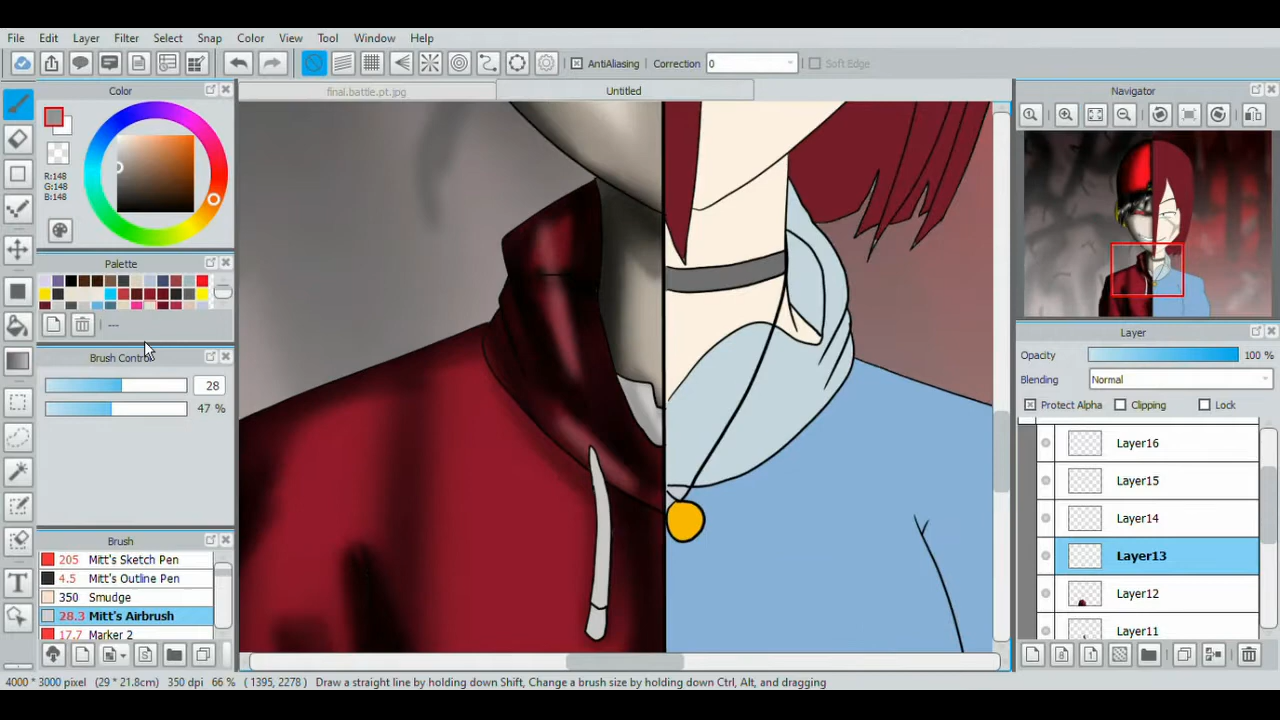 File Edit Layer Filter Select Snap Color View Tool Window Help
AntiAliasing Correction 0 Soft Edge
Color
final.battle.pt.jpg
Untitled
Navigator
R:148
G:148
B:148
Palette
---
Brush Control
28
47 %
Brush
205 Mitt's Sketch Pen
4.5 Mitt's Outline Pen
350 Smudge
28.3 Mitt's Airbrush
17.7 Marker 2
Layer
Opacity 100 %
Blending Normal
Protect Alpha Clipping Lock
Layer16
Layer15
Layer14
Layer13
Layer12
Layer11
4000 * 3000 pixel (29 * 21.8cm) 350 dpi 66 % ( 1395, 2278 ) Draw a straight line by holding down Shift, Change a brush size by holding down Ctrl, Alt, and dragging